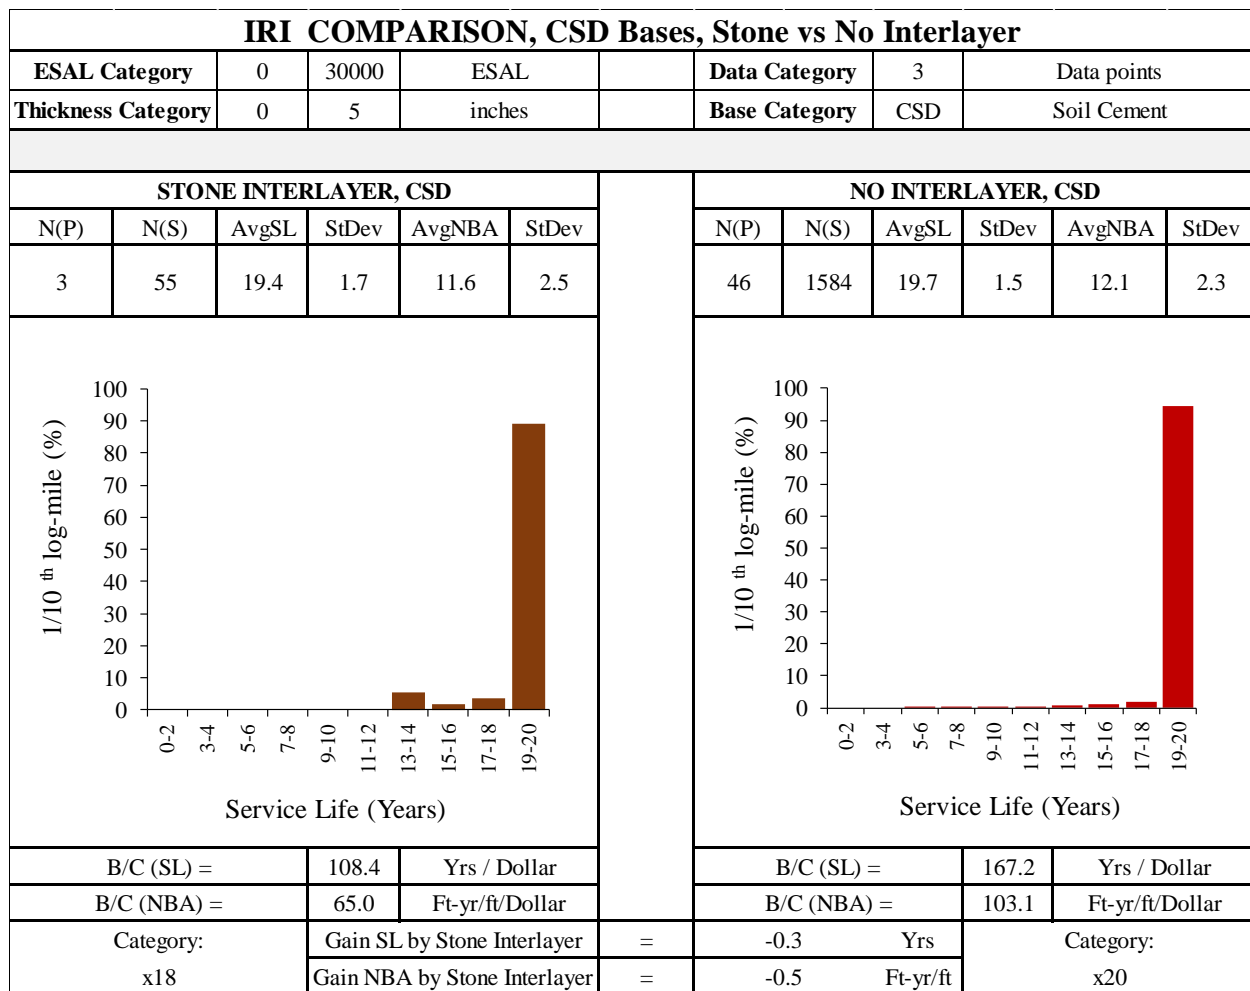 IRI COMPARISON, CSD Bases, Stone vs No Interlayer
ESAL Category 0 30000 ESAL Data Category 3 Data points
Thickness Category 0 5 inches Base Category CSD Soil Cement
STONE INTERLAYER, CSD NO INTERLAYER, CSD
N(P) N(S) AvgSL StDev AvgNBA StDev N(P) N(S) AvgSL StDev AvgNBA StDev
3 55 19.4 1.7 11.6 2.5 46 1584 19.7 1.5 12.1 2.3
1/10 th log-mile (%)
100
90
80
70
60
50
40
30
20
10
0
0-2 3-4 5-6 7-8 9-10 11-12 13-14 15-16 17-18 19-20
Service Life (Years)
1/10 th log-mile (%)
100
90
80
70
60
50
40
30
20
10
0
0-2 3-4 5-6 7-8 9-10 11-12 13-14 15-16 17-18 19-20
Service Life (Years)
B/C (SL) = 108.4 Yrs / Dollar B/C (SL) = 167.2 Yrs / Dollar
B/C (NBA) = 65.0 Ft-yr/ft/Dollar B/C (NBA) = 103.1 Ft-yr/ft/Dollar
Category: Gain SL by Stone Interlayer = -0.3 Yrs Category:
x18 Gain NBA by Stone Interlayer = -0.5 Ft-yr/ft x20